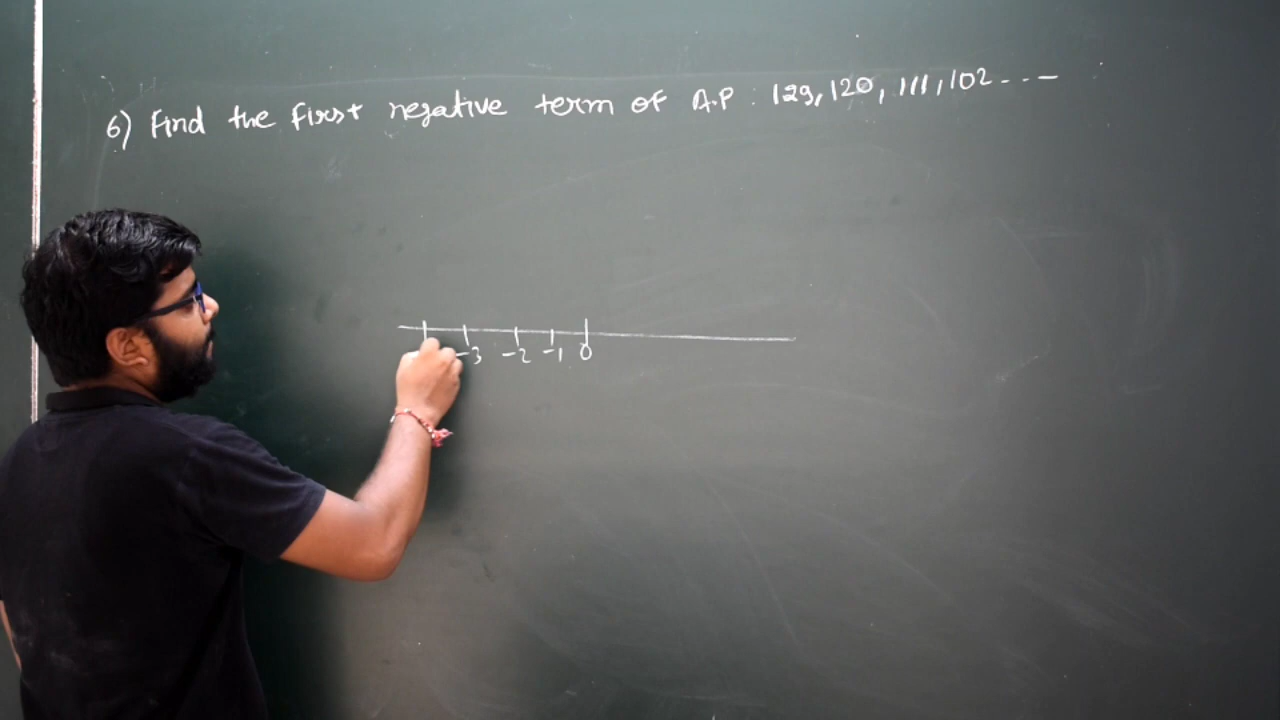 6) Find the first negative term of A.P : 129, 120, 111, 102 - - -
-3 -2 -1 0